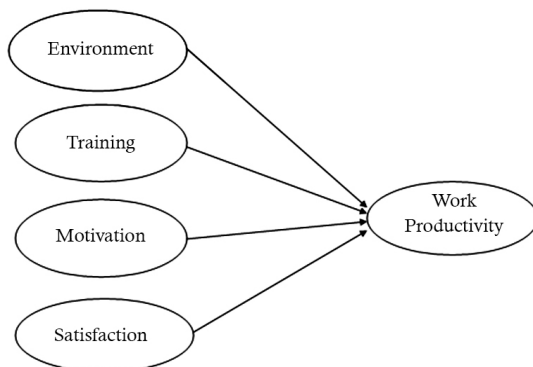 Environment
Training
Motivation
Satisfaction
Work
Productivity